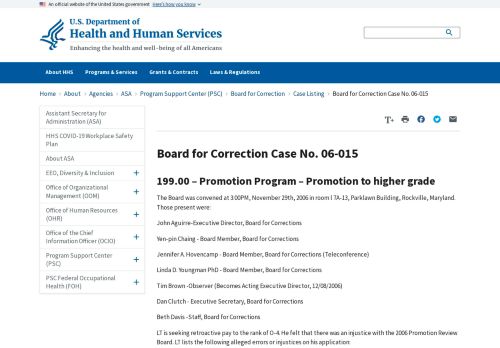 An official website of the United States government Here's how you know
U.S. Department of
Health and Human Services
Enhancing the health and well-being of all Americans
About HHS Programs & Services Grants & Contracts Laws & Regulations
Home › About › Agencies › ASA › Program Support Center (PSC) › Board for Correction › Case Listing › Board for Correction Case No. 06-015
Assistant Secretary for
Administration (ASA)
HHS COVID-19 Workplace Safety
Plan
About ASA
EEO, Diversity & Inclusion +
Office of Organizational
Management (OOM) +
Office of Human Resources
(OHR) +
Office of the Chief
Information Officer (OCIO) +
Program Support Center
(PSC) +
PSC Federal Occupational
Health (FOH) +
T+
Board for Correction Case No. 06-015
199.00 – Promotion Program – Promotion to higher grade
The Board was convened at 3:00PM, November 29th, 2006 in room I 7A-13, Parklawn Building, Rockville, Maryland.
Those present were:
John Aguirre-Executive Director, Board for Corrections
Yen-pin Chaing - Board Member, Board for Corrections
Jennifer A. Hovencamp - Board Member, Board for Corrections (Teleconference)
Linda D. Youngman PhD - Board Member, Board for Corrections
Tim Brown -Observer (Becomes Acting Executive Director, 12/08/2006)
Dan Clutch - Executive Secretary, Board for Corrections
Beth Davis -Staff, Board for Corrections
LT is seeking retroactive pay to the rank of O-4. He felt that there was an injustice with the 2006 Promotion Review
Board. LT lists the following alleged errors or injustices on his application: